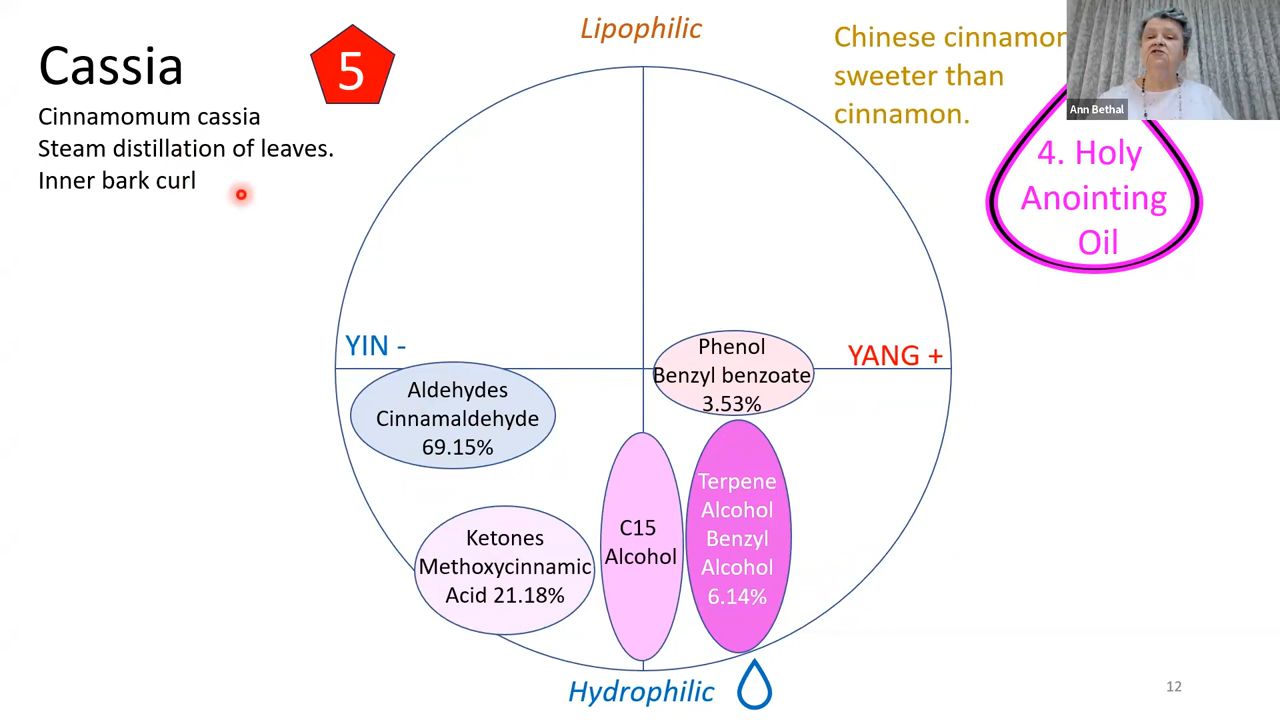 Cassia
5
Cinnamomum cassia
Steam distillation of leaves.
Inner bark curl
Lipophilic
Chinese cinnamon
sweeter than
cinnamon.
Ann Bethal
4. Holy
Anointing
Oil
YIN -
YANG +
Phenol
Benzyl benzoate
3.53%
Aldehydes
Cinnamaldehyde
69.15%
Terpene
Alcohol
Benzyl
Alcohol
6.14%
C15
Alcohol
Ketones
Methoxycinnamic
Acid 21.18%
Hydrophilic
12